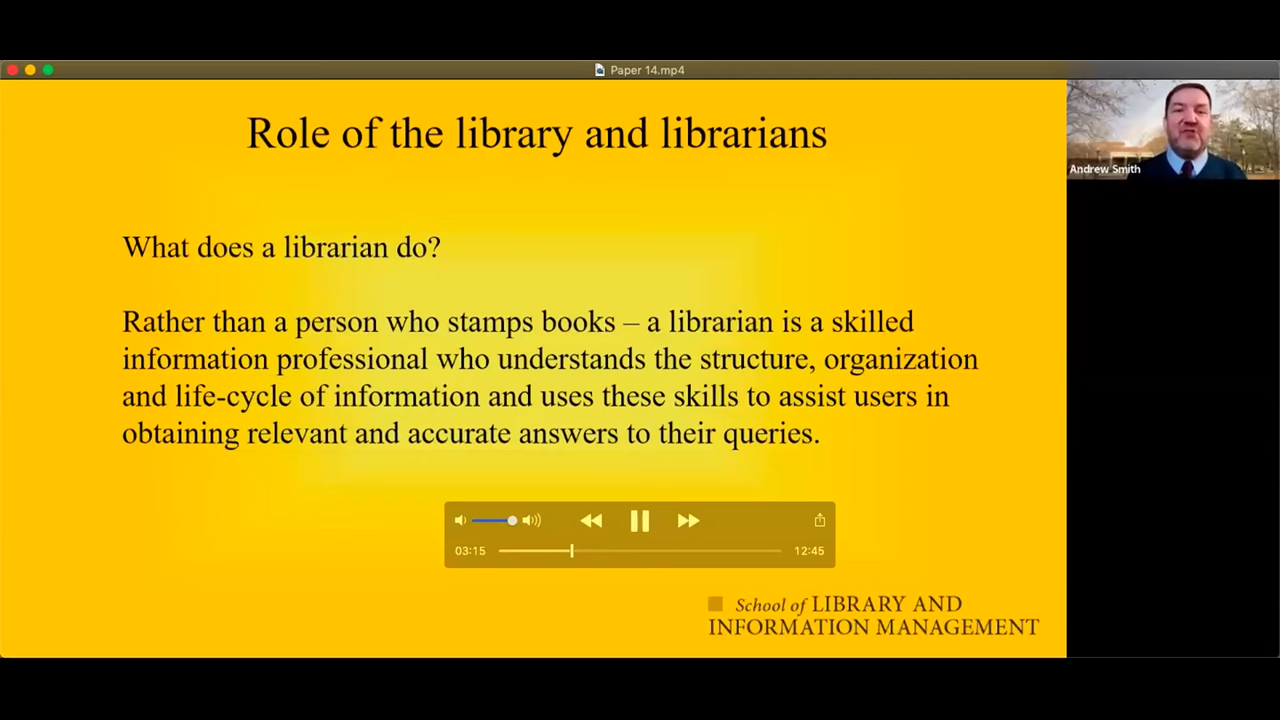 Paper 14.mp4
Role of the library and librarians
Andrew Smith
What does a librarian do?
Rather than a person who stamps books – a librarian is a skilled
information professional who understands the structure, organization
and life-cycle of information and uses these skills to assist users in
obtaining relevant and accurate answers to their queries.
03:15
12:45
School of LIBRARY AND
INFORMATION MANAGEMENT